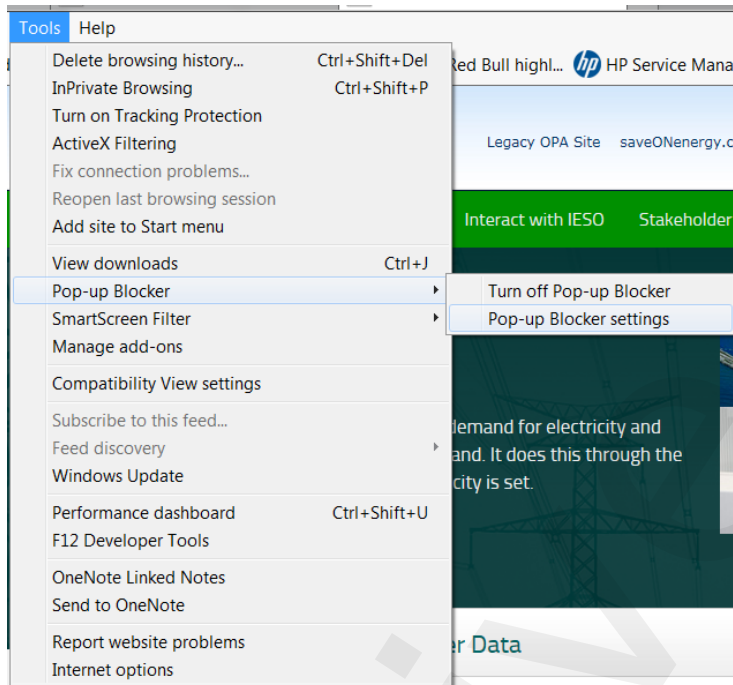 Tools Help
Delete browsing history... Ctrl+Shift+Del
Red Bull highl... hp HP Service Mana
InPrivate Browsing Ctrl+Shift+P
Turn on Tracking Protection
ActiveX Filtering
Legacy OPA Site saveONenergy.c
Fix connection problems...
Reopen last browsing session
Add site to Start menu
Interact with IESO Stakeholder
View downloads Ctrl+J
Pop-up Blocker
Turn off Pop-up Blocker
SmartScreen Filter
Pop-up Blocker settings
Manage add-ons
Compatibility View settings
Subscribe to this feed...
demand for electricity and
Feed discovery
and. It does this through the
Windows Update
city is set.
Performance dashboard Ctrl+Shift+U
F12 Developer Tools
OneNote Linked Notes
Send to OneNote
Report website problems
er Data
Internet options